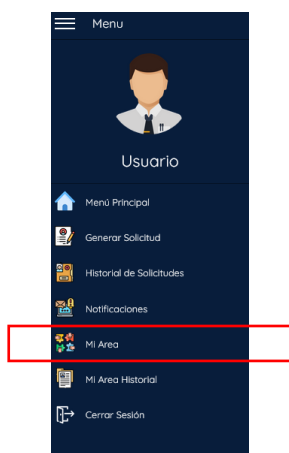 Menu
Usuario
Menú Principal
Generar Solicitud
Historial de Solicitudes
Notificaciones
Mi Area
Mi Area Historial
Cerrar Sesión